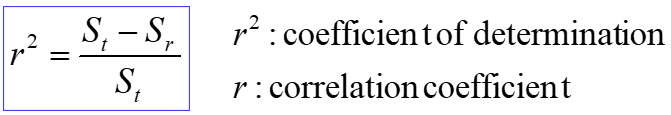 r² = (S_t − S_r) / S_t
r² : coefficient of determination
r : correlation coefficient